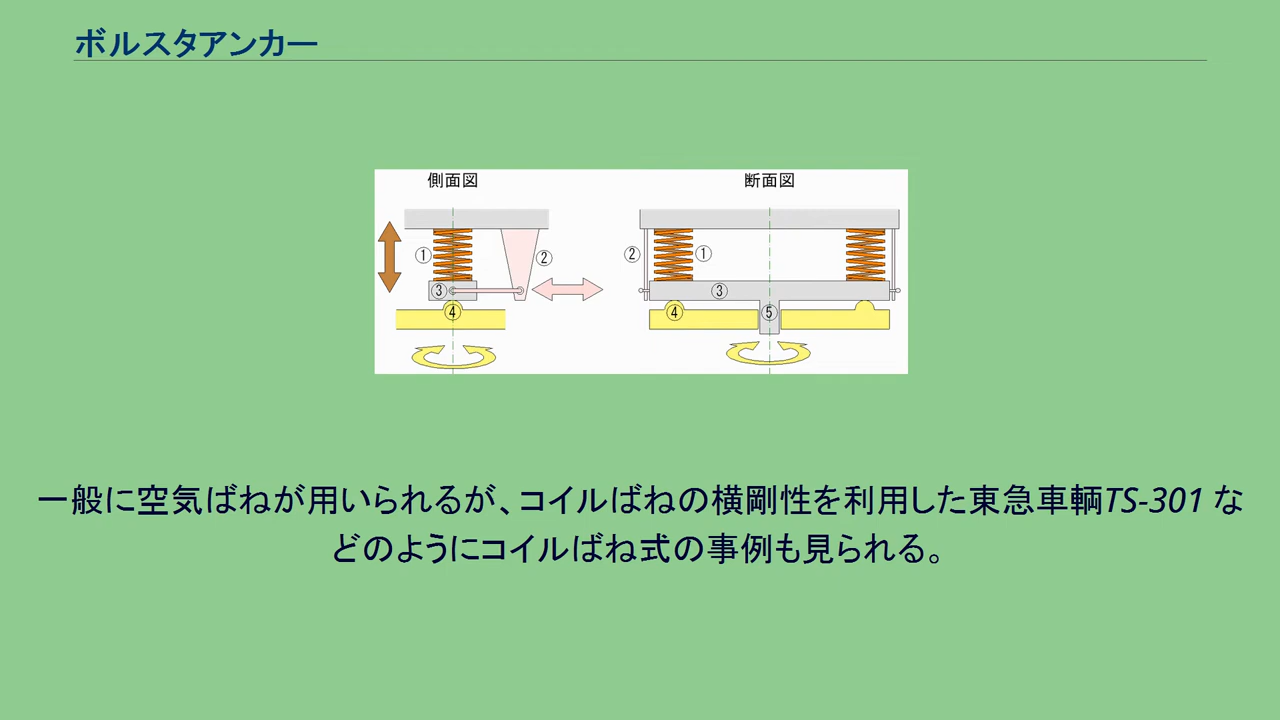 ボルスタアンカー
側面図
断面図
① ② ② ①
③ ③
④ ④ ⑤
一般に空気ばねが用いられるが、コイルばねの横剛性を利用した東急車輌TS-301 な
どのようにコイルばね式の事例も見られる。